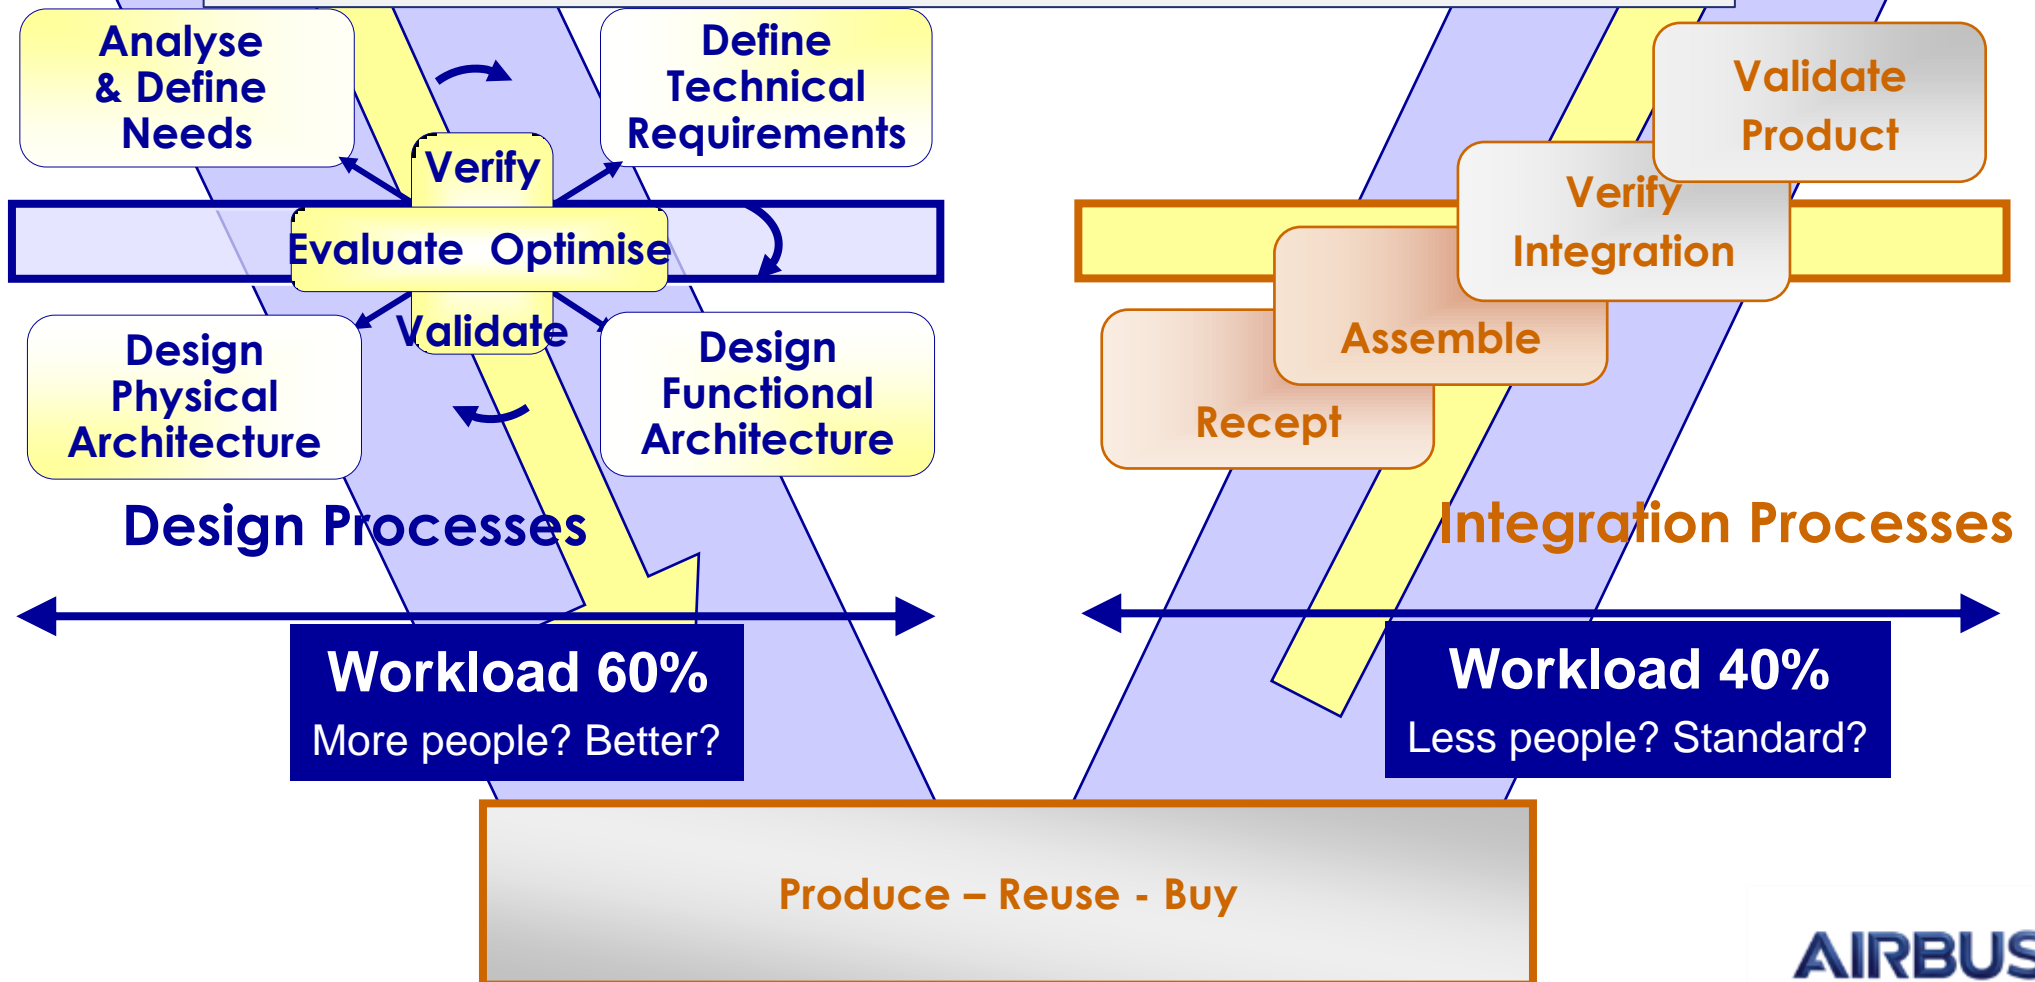 Analyse
& Define
Needs
Define
Technical
Requirements
Verify
Evaluate Optimise
Validate
Design
Physical
Architecture
Design
Functional
Architecture
Design Processes
Workload 60%
More people? Better?
Validate
Product
Verify
Integration
Assemble
Recept
Integration Processes
Workload 40%
Less people? Standard?
Produce – Reuse - Buy
AIRBUS